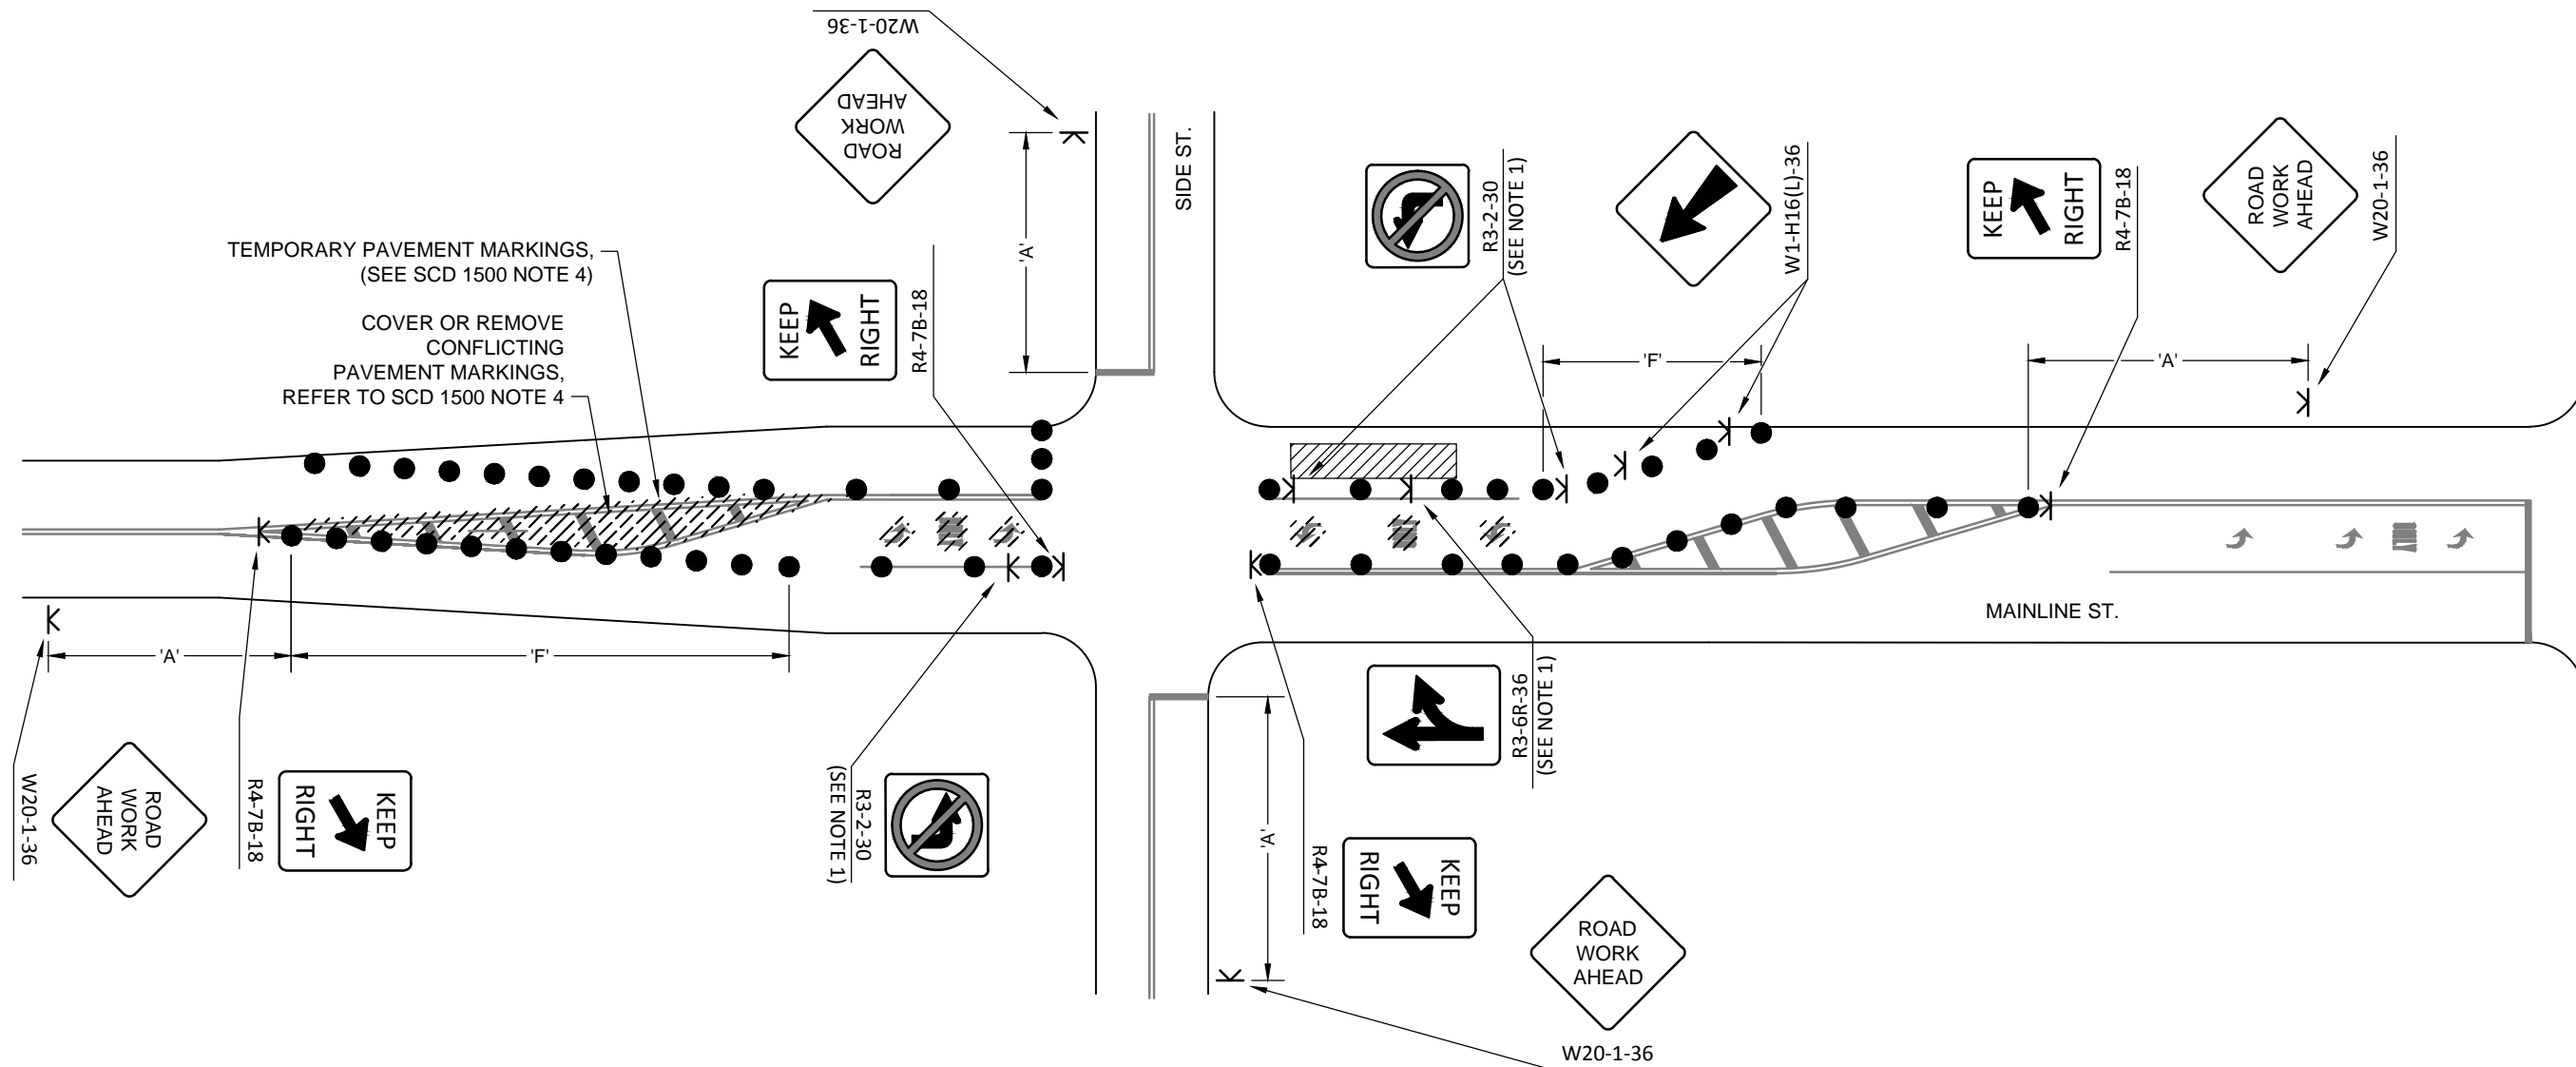 W20-1-36
ROAD
WORK
AHEAD
'A'
SIDE ST.
TEMPORARY PAVEMENT MARKINGS,
(SEE SCD 1500 NOTE 4)
COVER OR REMOVE
CONFLICTING
PAVEMENT MARKINGS,
REFER TO SCD 1500 NOTE 4
KEEP
RIGHT
R4-7B-18
R3-2-30
(SEE NOTE 1)
W1-H16(L)-36
'F'
KEEP
RIGHT
R4-7B-18
'A'
ROAD
WORK
AHEAD
W20-1-36
MAINLINE ST.
'A'
'F'
W20-1-36
ROAD
WORK
AHEAD
R4-7B-18
KEEP
RIGHT
R3-2-30
(SEE NOTE 1)
R3-6R-36
(SEE NOTE 1)
'A'
R4-7B-18
KEEP
RIGHT
ROAD
WORK
AHEAD
W20-1-36